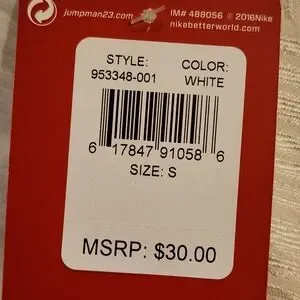 jumpman23.com IM# 488056 © 2016Nike
nikebetterworld.com
STYLE: COLOR:
953348-001 WHITE
6 17847 91058 6
SIZE: S
MSRP: $30.00